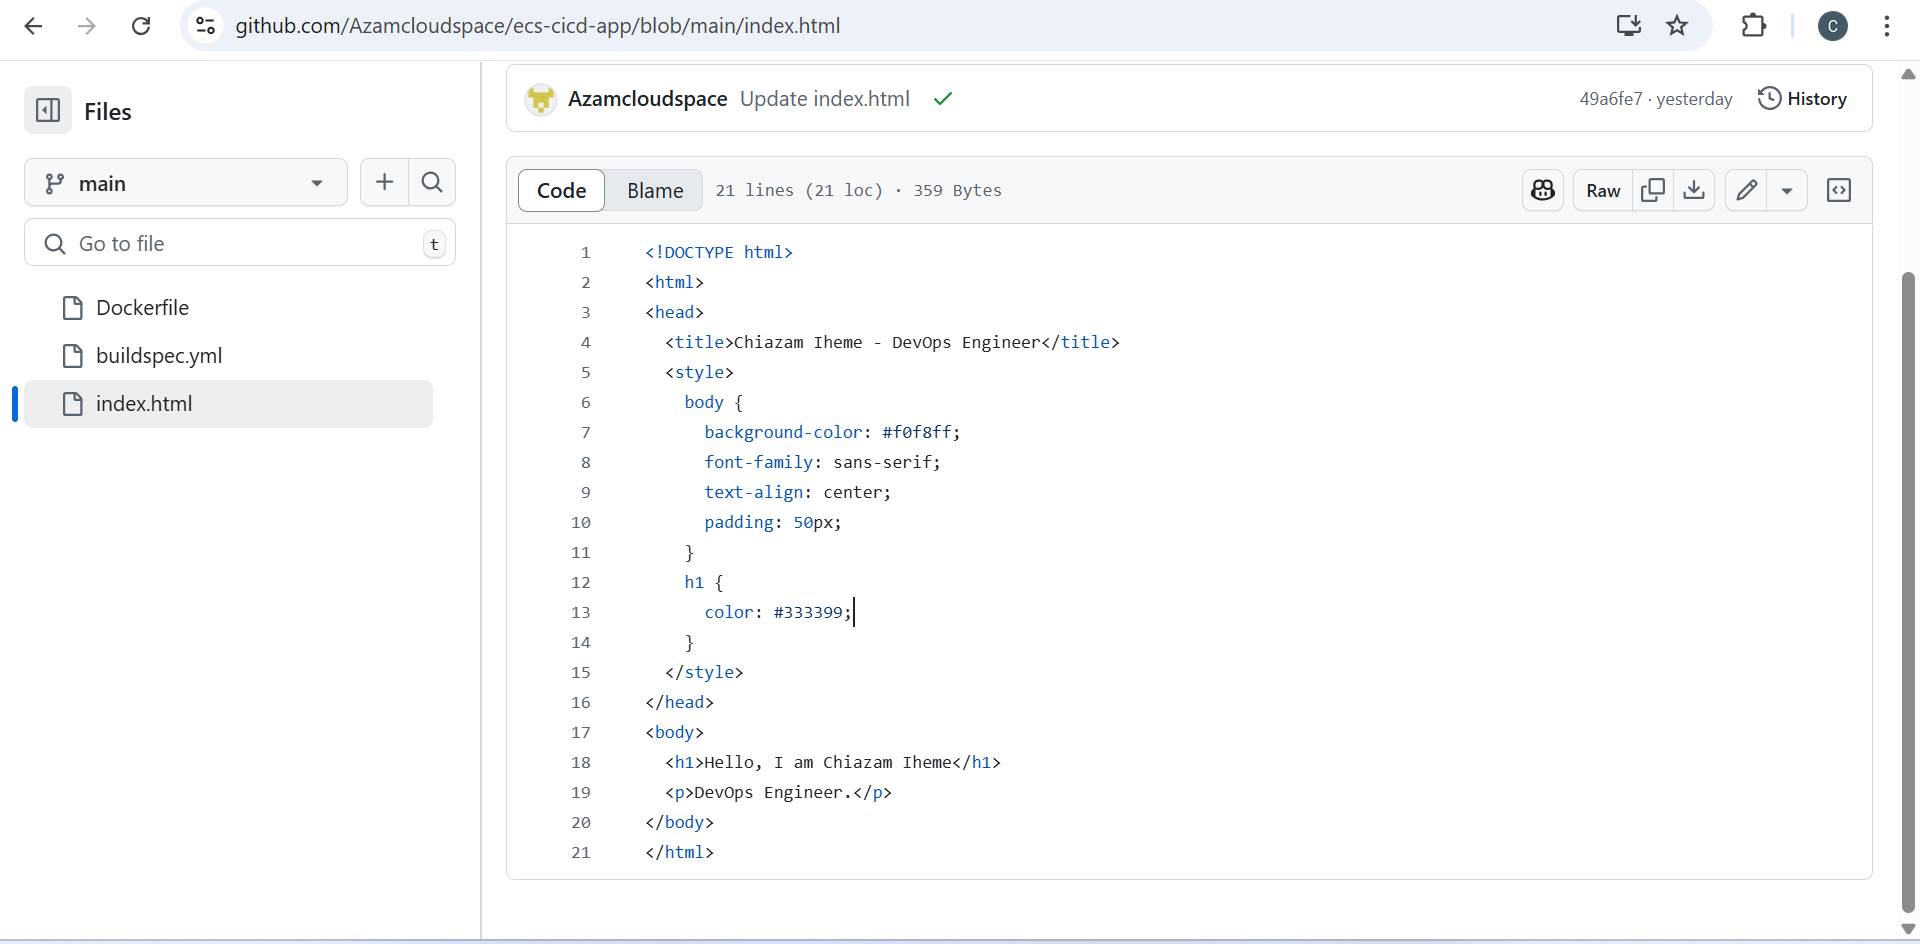 github.com/Azamcloudspace/ecs-cicd-app/blob/main/index.html
C
Files
main
Go to file
t
Dockerfile
buildspec.yml
index.html
Azamcloudspace Update index.html
49a6fe7 · yesterday
History
Code
Blame
21 lines (21 loc) · 359 Bytes
Raw
1 <!DOCTYPE html>
2 <html>
3 <head>
4 <title>Chiazam Iheme - DevOps Engineer</title>
5 <style>
6 body {
7 background-color: #f0f8ff;
8 font-family: sans-serif;
9 text-align: center;
10 padding: 50px;
11 }
12 h1 {
13 color: #333399;
14 }
15 </style>
16 </head>
17 <body>
18 <h1>Hello, I am Chiazam Iheme</h1>
19 <p>DevOps Engineer.</p>
20 </body>
21 </html>